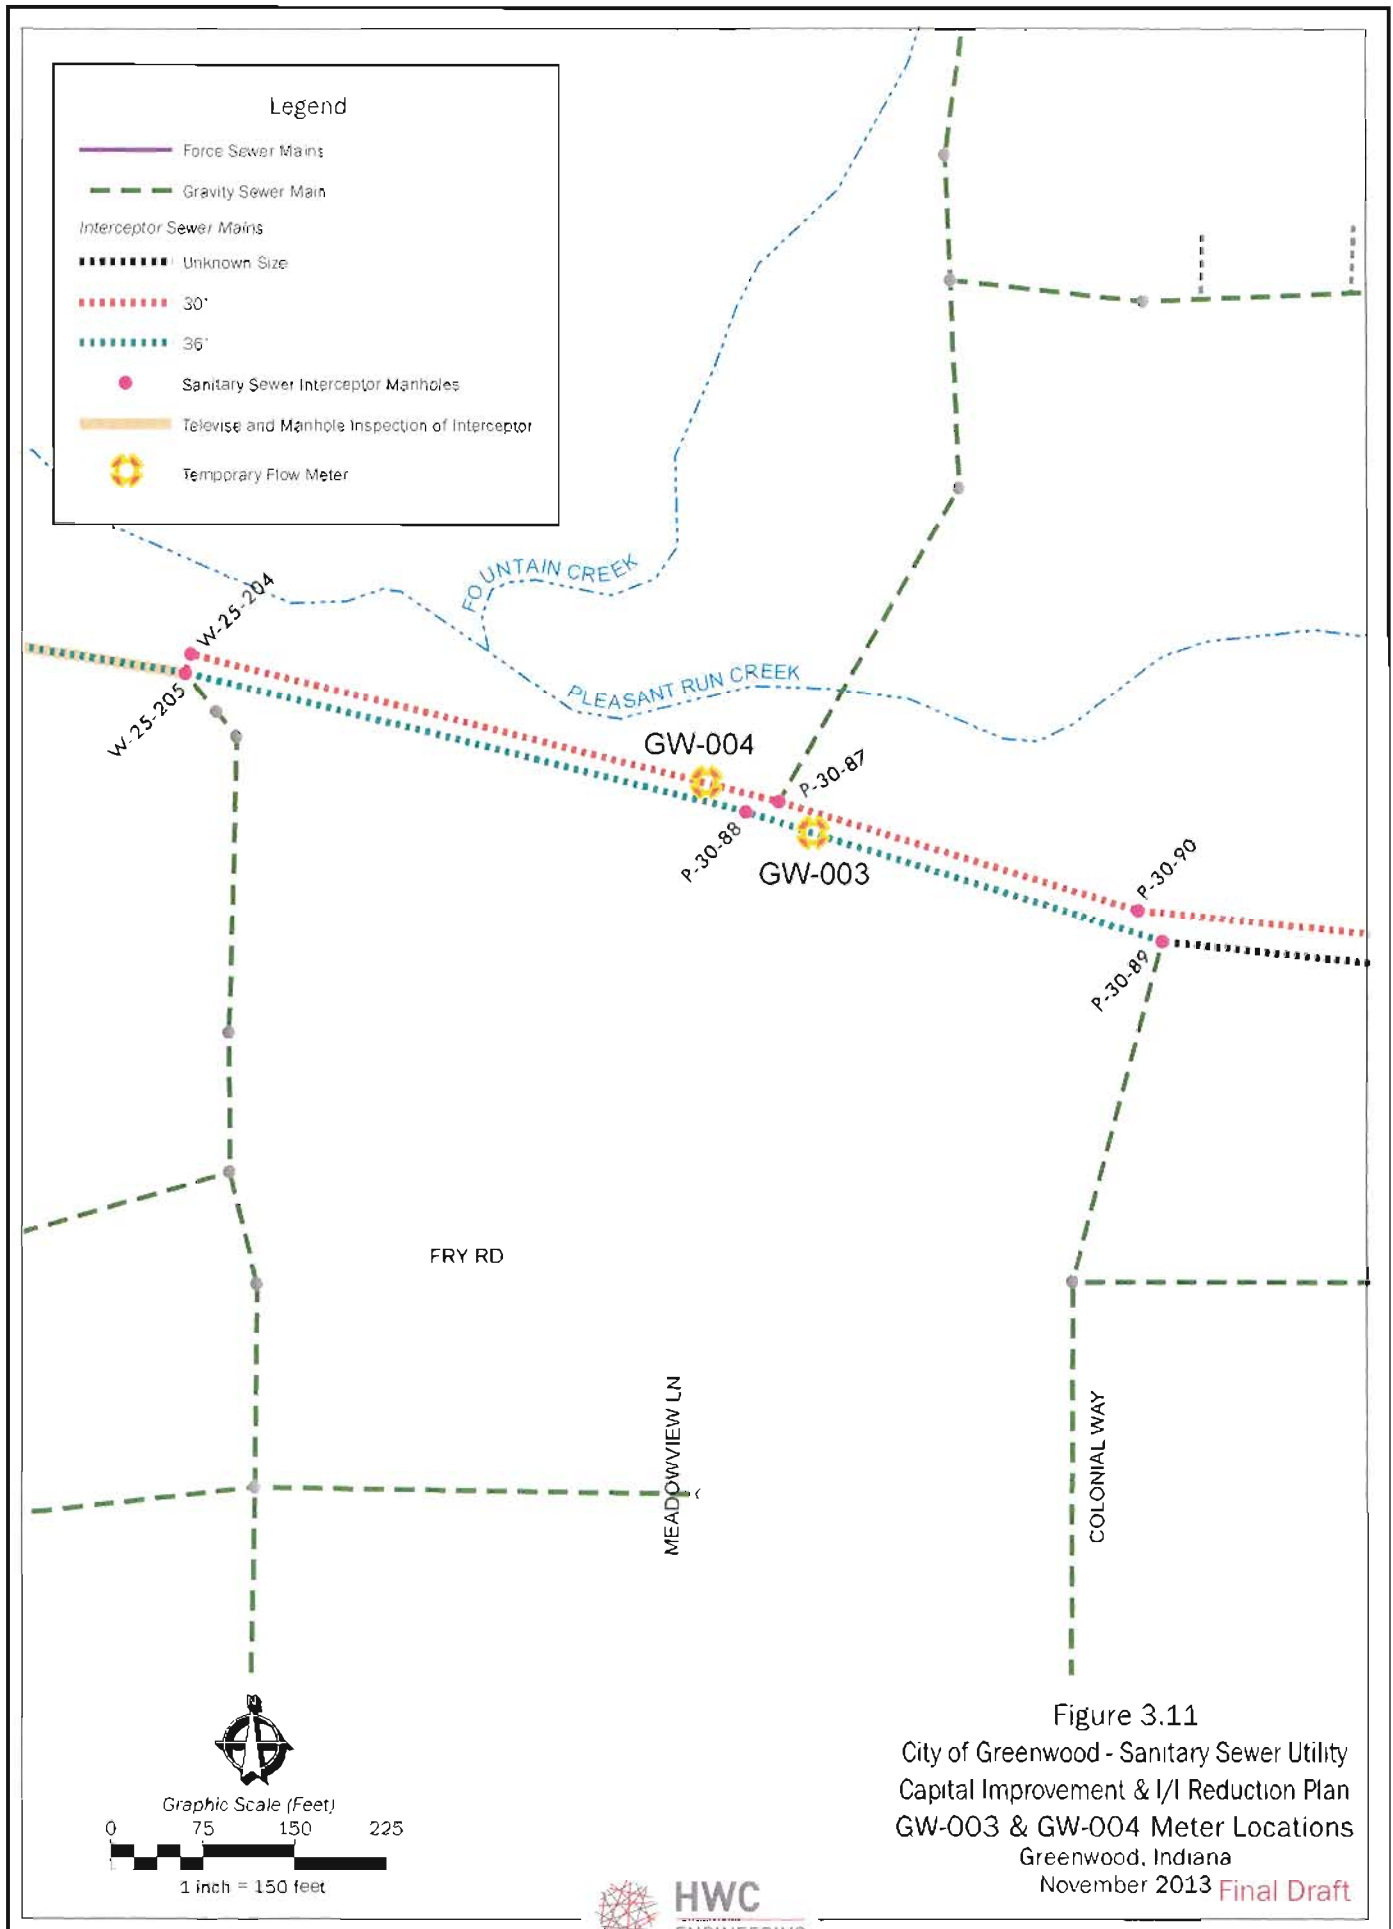 Legend
Force Sewer Mains
Gravity Sewer Main
Interceptor Sewer Mains
Unknown Size
30"
36"
Sanitary Sewer Interceptor Manholes
Televise and Manhole Inspection of Interceptor
Temporary Flow Meter
FOUNTAIN CREEK
W-25-204
PLEASANT RUN CREEK
W-25-205
GW-004
P-30-87
P-30-88
GW-003
P-30-90
P-30-89
FRY RD
MEADOWVIEW LN
COLONIAL WAY
N
Graphic Scale (Feet)
0 75 150 225
1 inch = 150 feet
Figure 3.11
City of Greenwood - Sanitary Sewer Utility
Capital Improvement & I/I Reduction Plan
GW-003 & GW-004 Meter Locations
Greenwood, Indiana
November 2013 Final Draft
HWC
ENGINEERING